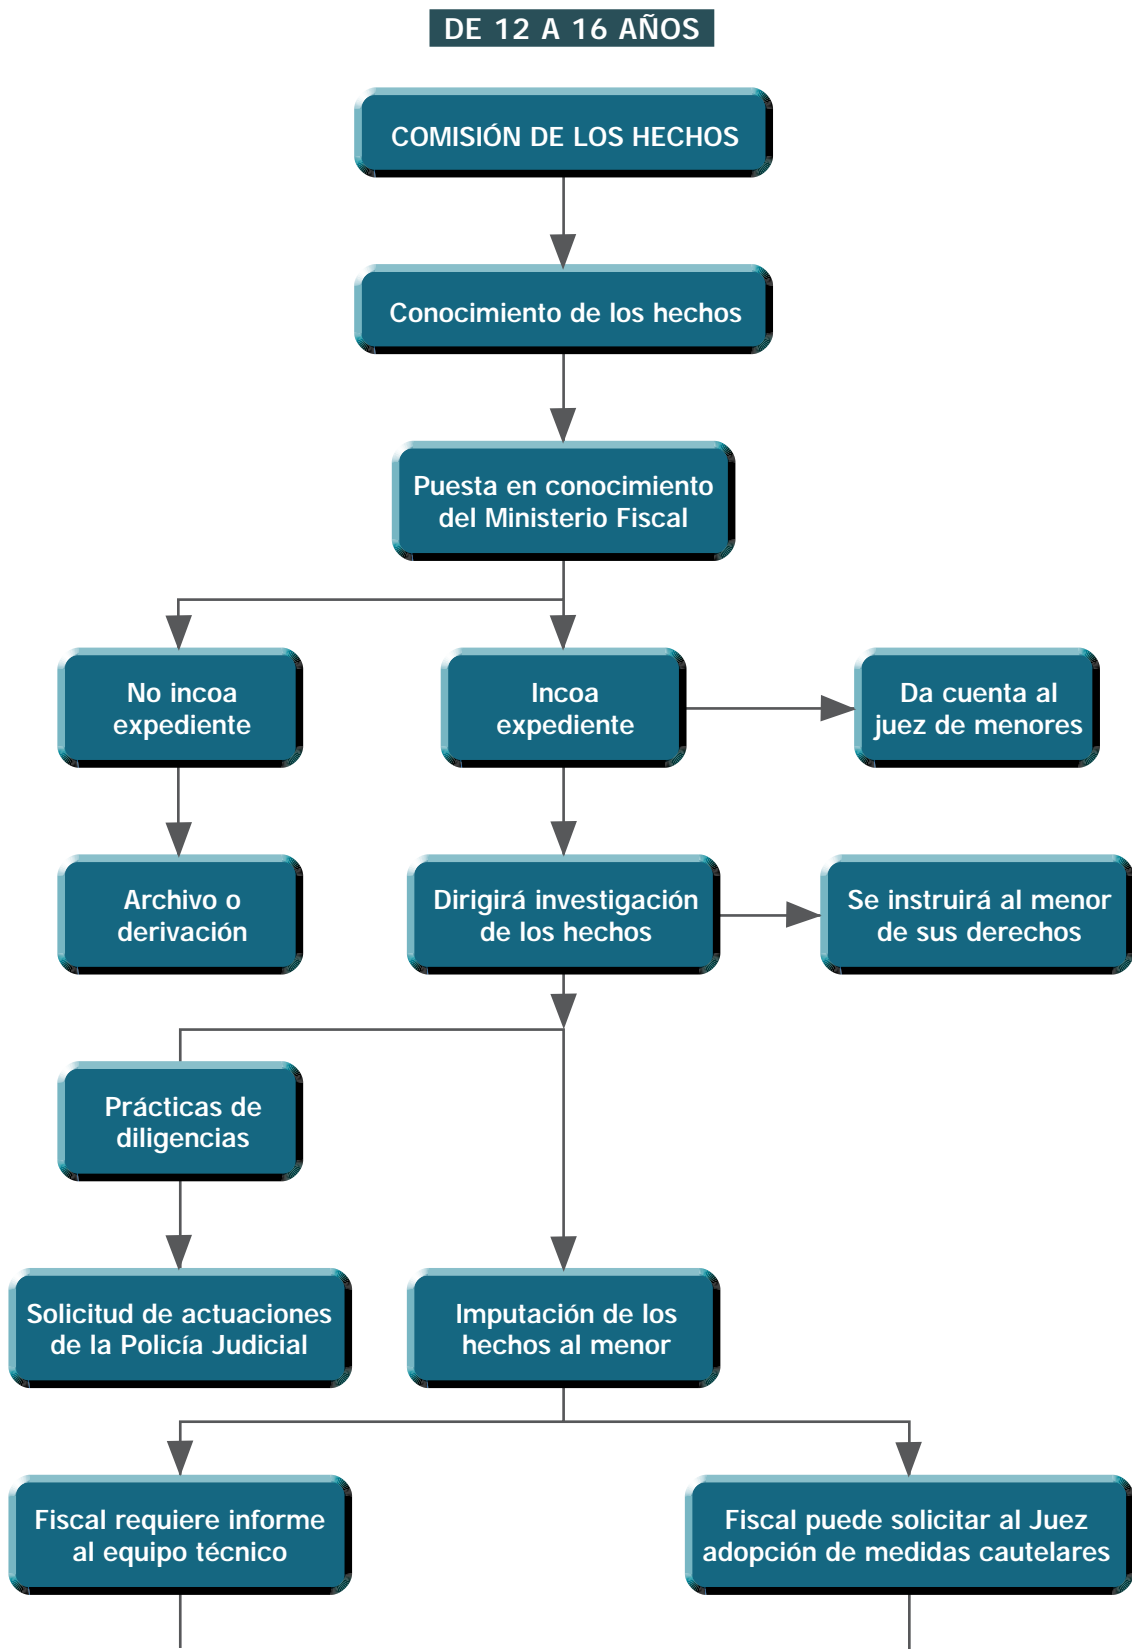 DE 12 A 16 AÑOS
COMISIÓN DE LOS HECHOS
Conocimiento de los hechos
Puesta en conocimiento
del Ministerio Fiscal
No incoa
expediente
Incoa
expediente
Da cuenta al
juez de menores
Archivo o
derivación
Dirigirá investigación
de los hechos
Se instruirá al menor
de sus derechos
Prácticas de
diligencias
Solicitud de actuaciones
de la Policía Judicial
Imputación de los
hechos al menor
Fiscal requiere informe
al equipo técnico
Fiscal puede solicitar al Juez
adopción de medidas cautelares